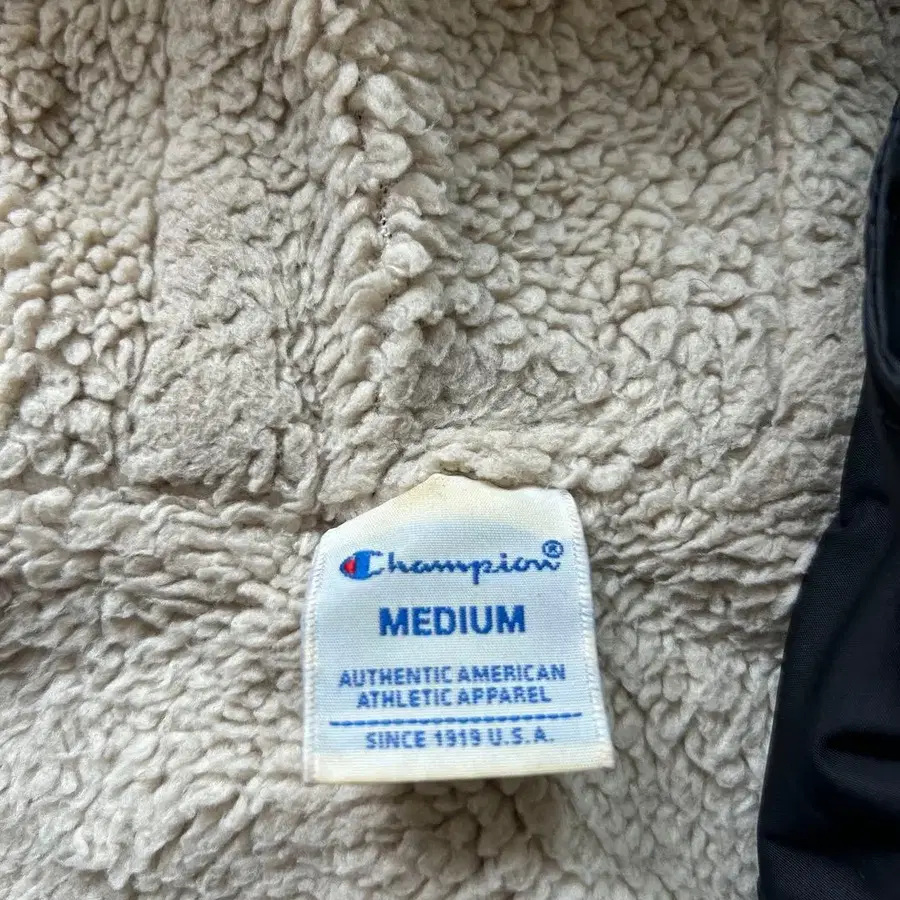 Champion®
MEDIUM
AUTHENTIC AMERICAN
ATHLETIC APPAREL
SINCE 1919 U.S.A.